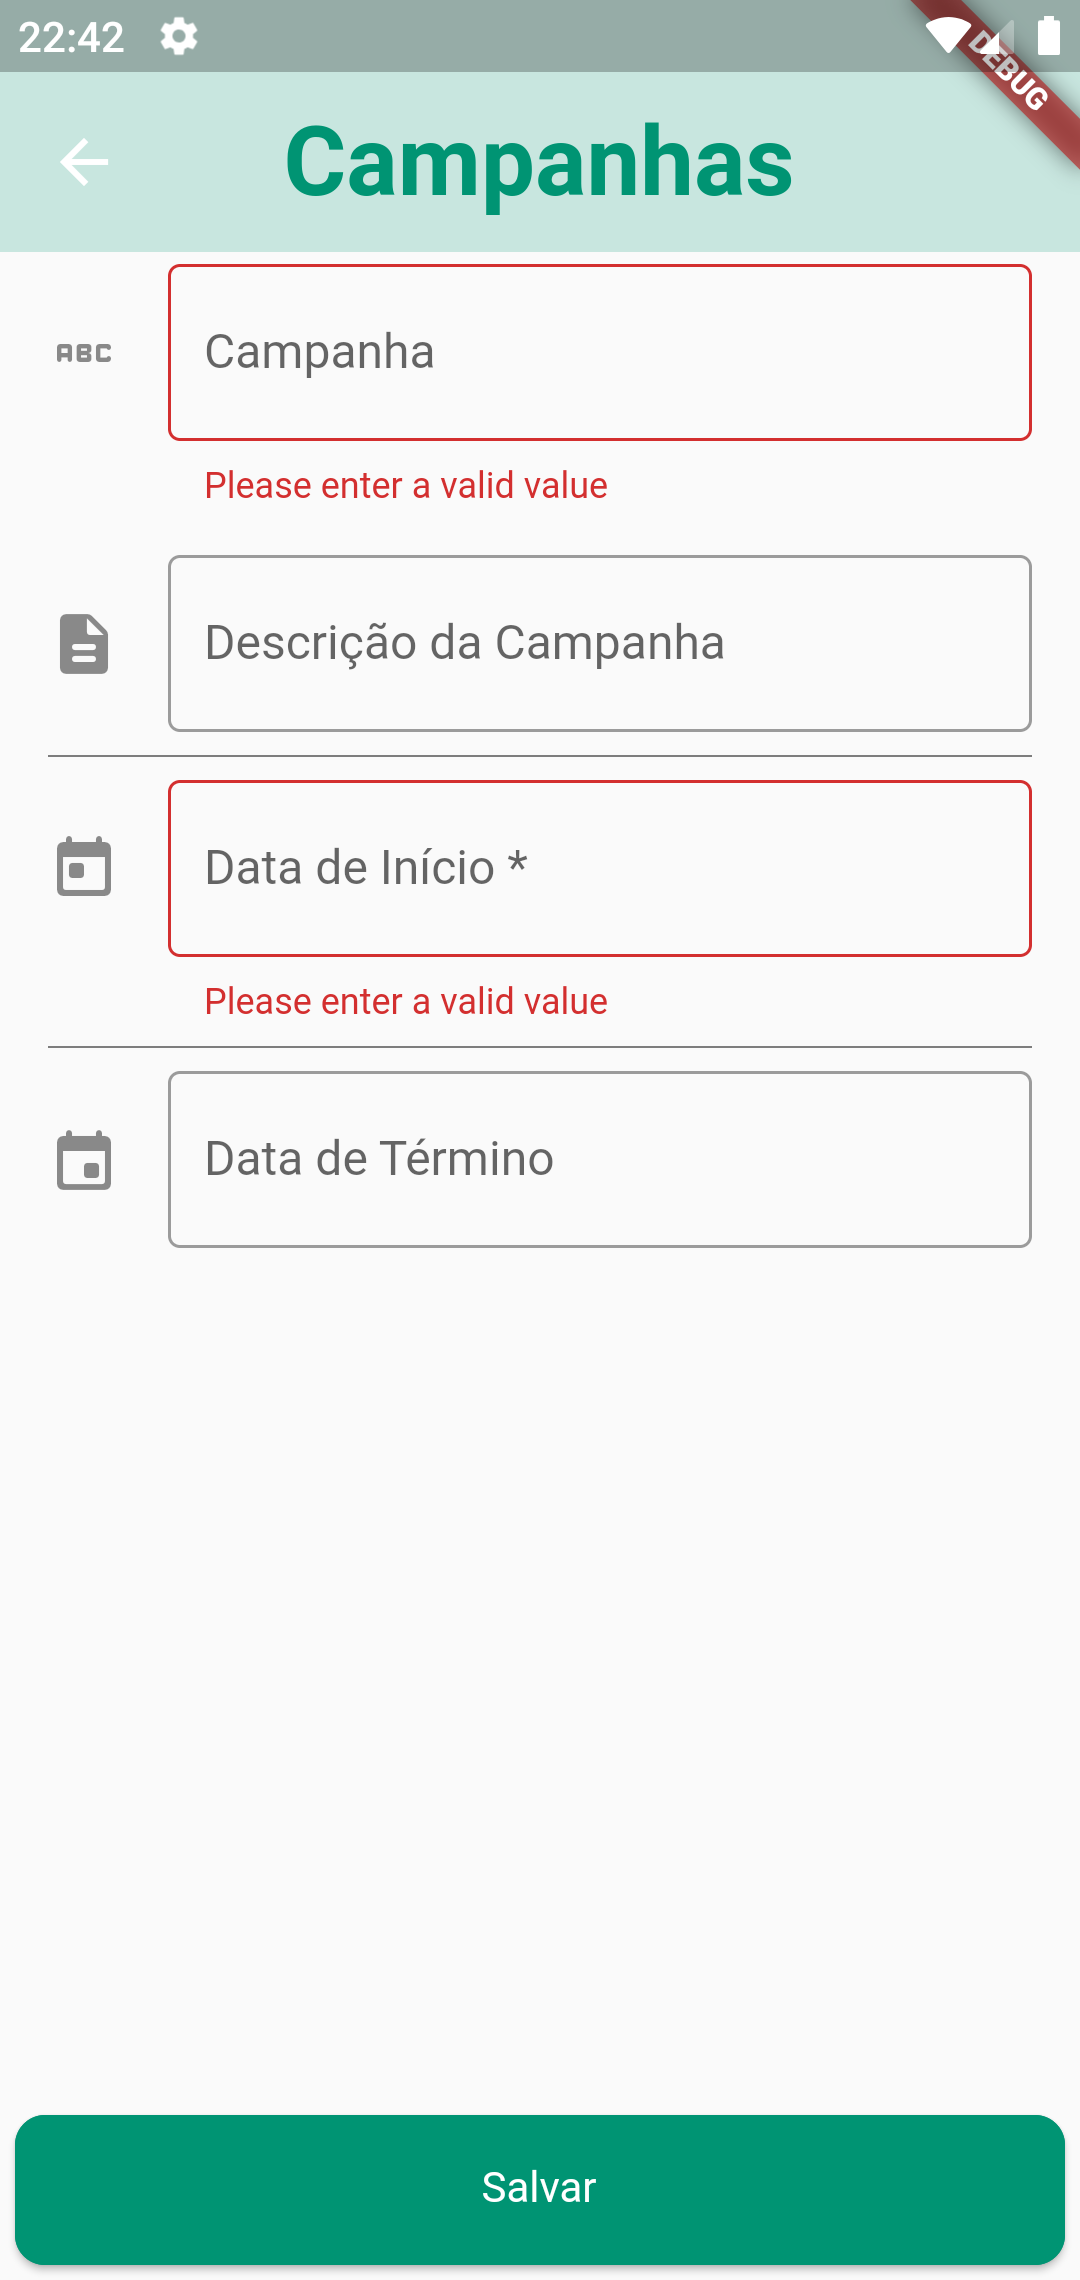 22:42
DEBUG
Campanhas
ABC
Campanha
Please enter a valid value
Descrição da Campanha
Data de Início *
Please enter a valid value
Data de Término
Salvar